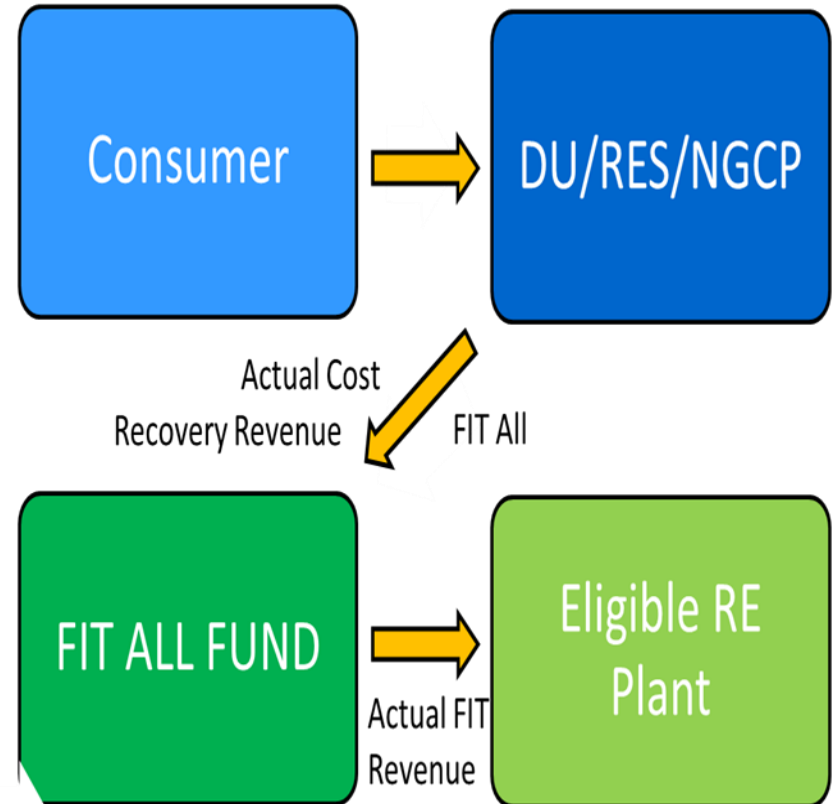 Consumer
DU/RES/NGCP
Actual Cost
Recovery Revenue
FIT All
FIT ALL FUND
Actual FIT
Revenue
Eligible RE
Plant